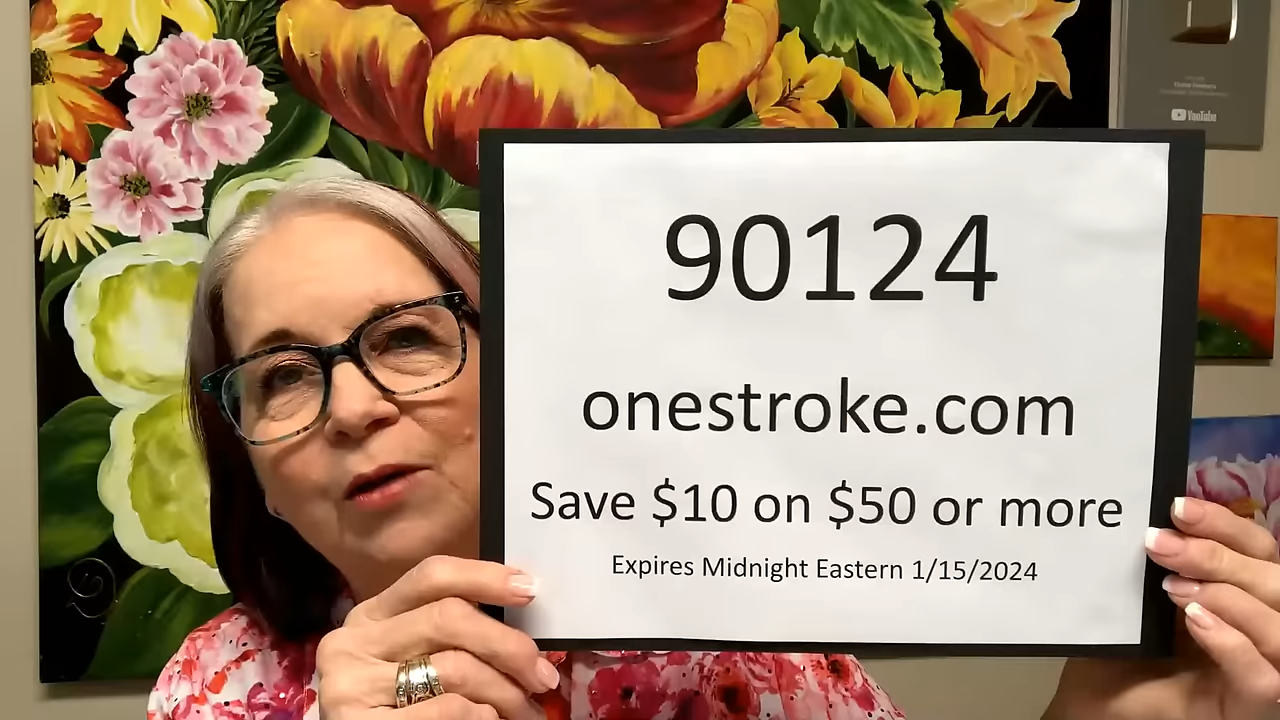 YouTube
90124
onestroke.com
Save $10 on $50 or more
Expires Midnight Eastern 1/15/2024